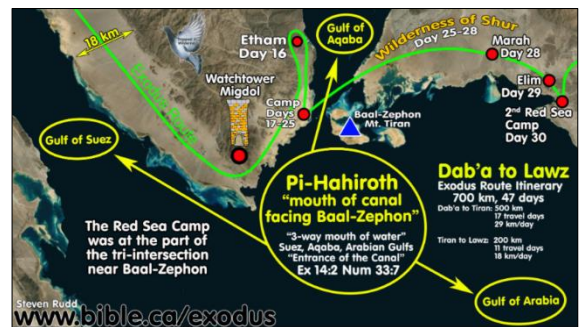 18 km
Exodus Route
Etham
Day 16
Gulf of
Aqaba
Wilderness of Shur
Day 25-28
Marah
Day 28
Elim
Day 29
2nd Red Sea
Camp
Day 30
Watchtower
Migdol
Camp
Days
17-25
Baal-Zephon
Mt. Tiran
Gulf of Suez
Pi-Hahiroth
"mouth of canal
facing Baal-Zephon"
"3-way mouth of water"
Suez, Aqaba, Arabian Gulfs
"Entrance of the Canal"
Ex 14:2 Num 33:7
Dab'a to Lawz
Exodus Route Itinerary
700 km, 47 days
Dab'a to Tiran: 500 km
17 travel days
29 km/day
Tiran to Lawz: 200 km
11 travel days
18 km/day
The Red Sea Camp
was at the part of
the tri-intersection
near Baal-Zephon
Gulf of Arabia
Steven Rudd
www.bible.ca/exodus